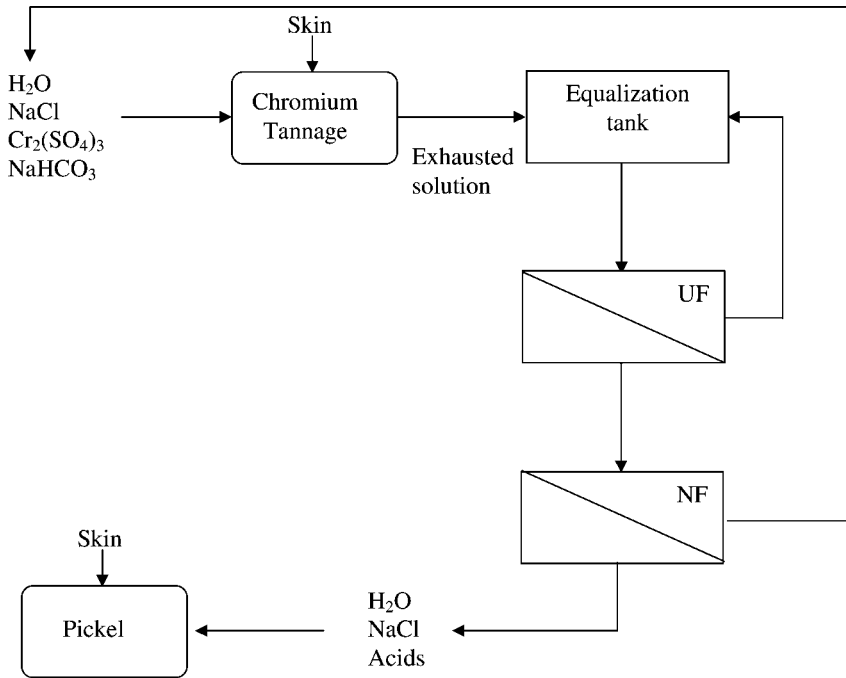 Skin
H₂O
NaCl
Cr₂(SO₄)₃
NaHCO₃
Chromium
Tannage
Exhausted
solution
Equalization
tank
UF
NF
Skin
Pickel
H₂O
NaCl
Acids